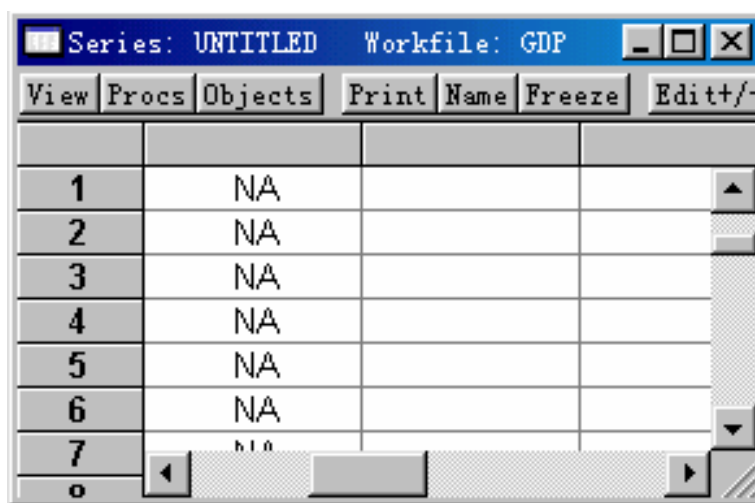 Series: UNTITLED Workfile: GDP
View Procs Objects Print Name Freeze Edit+/-
1 NA
2 NA
3 NA
4 NA
5 NA
6 NA
7